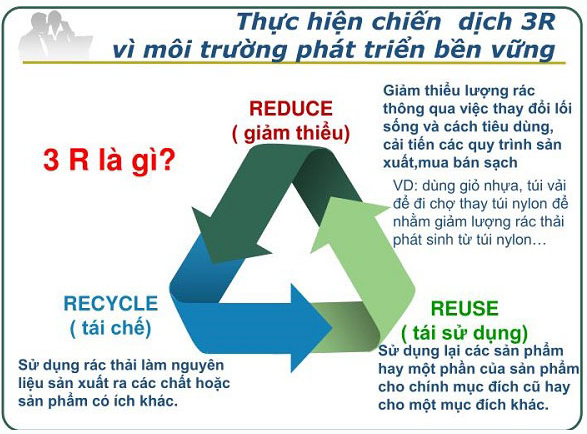 Thực hiện chiến dịch 3R
vì môi trường phát triển bền vững
REDUCE
( giảm thiểu)
Giảm thiểu lượng rác
thông qua việc thay đổi lối
sống và cách tiêu dùng,
cải tiến các quy trình sản
xuất,mua bán sạch
3 R là gì?
VD: dùng giỏ nhựa, túi vải
để đi chợ thay túi nylon để
nhằm giảm lượng rác thải
phát sinh từ túi nylon…
RECYCLE
( tái chế)
Sử dụng rác thải làm nguyên
liệu sản xuất ra các chất hoặc
sản phẩm có ích khác.
REUSE
( tái sử dụng)
Sử dụng lại các sản phẩm
hay một phần của sản phẩm
cho chính mục đích cũ hay
cho một mục đích khác.